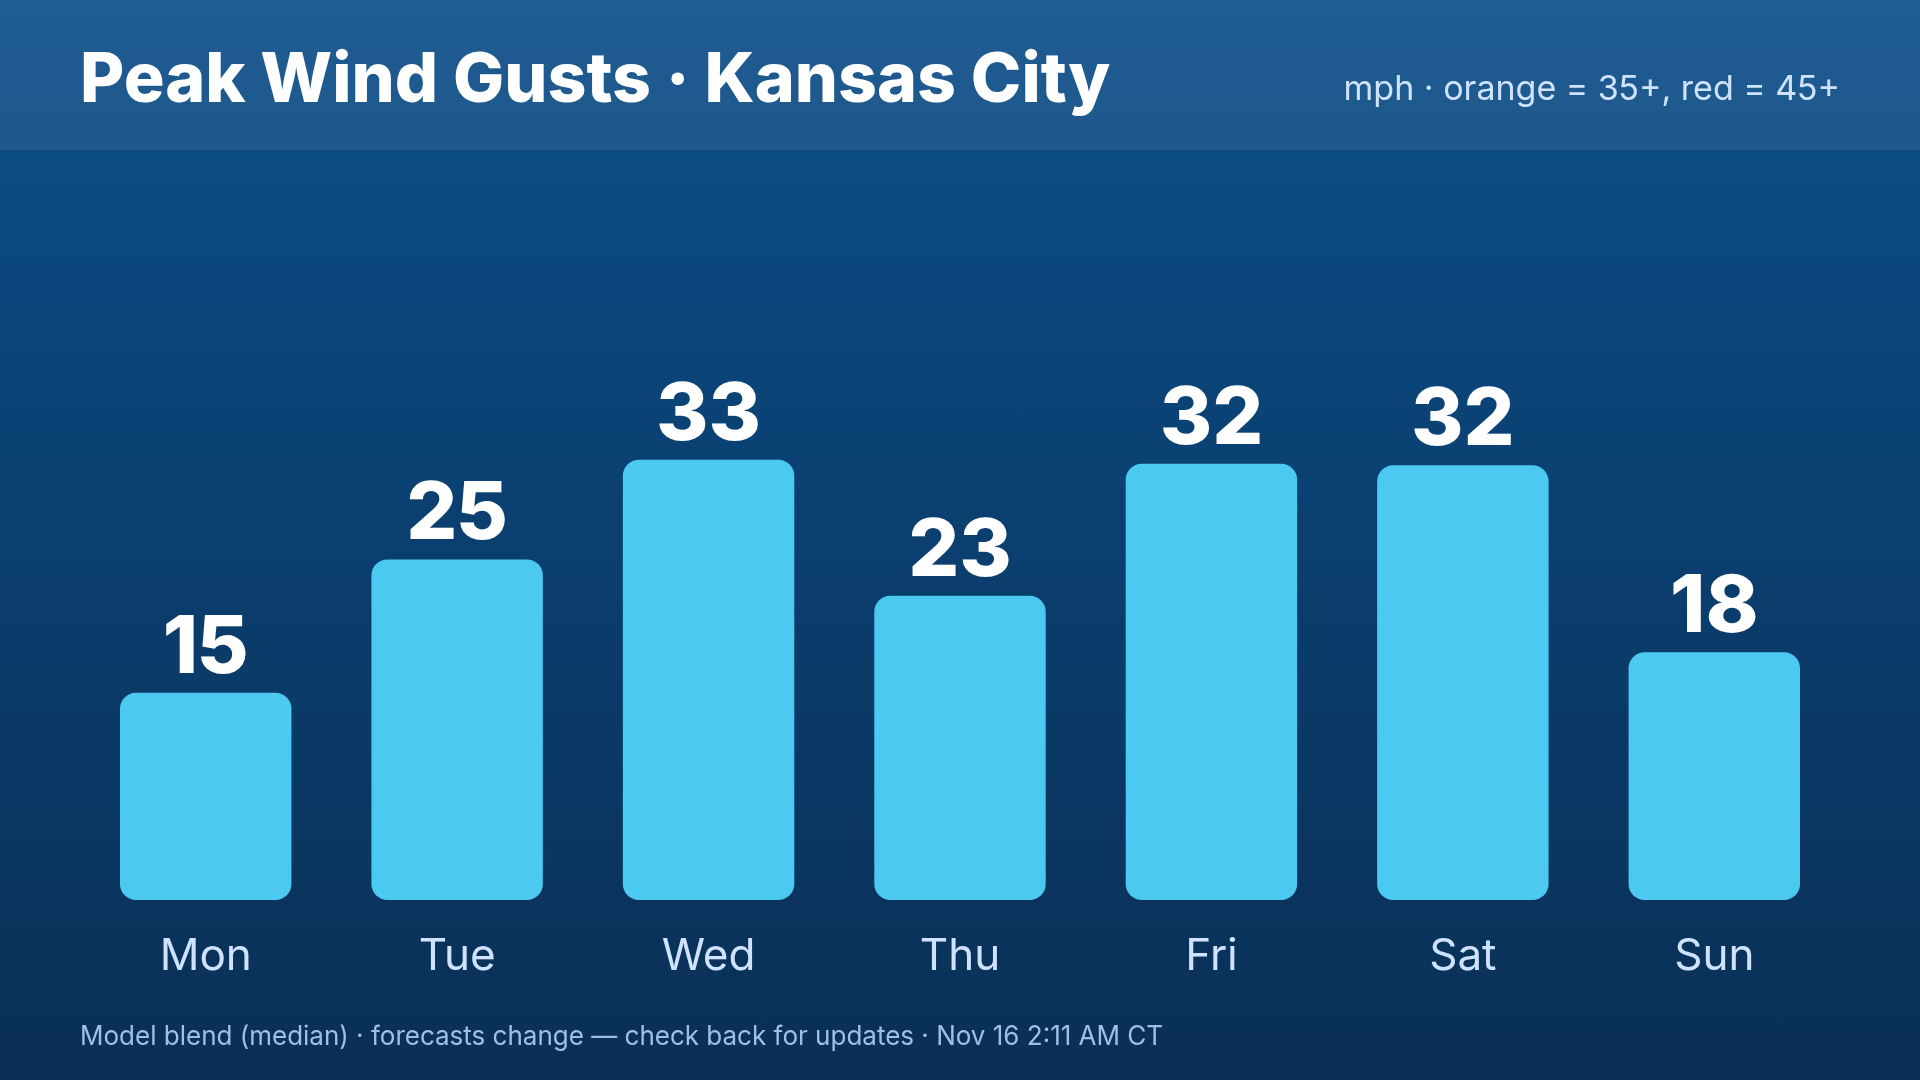 Peak Wind Gusts · Kansas City
mph · orange = 35+, red = 45+
15
25
33
23
32
32
18
Mon
Tue
Wed
Thu
Fri
Sat
Sun
Model blend (median) · forecasts change — check back for updates · Nov 16 2:11 AM CT